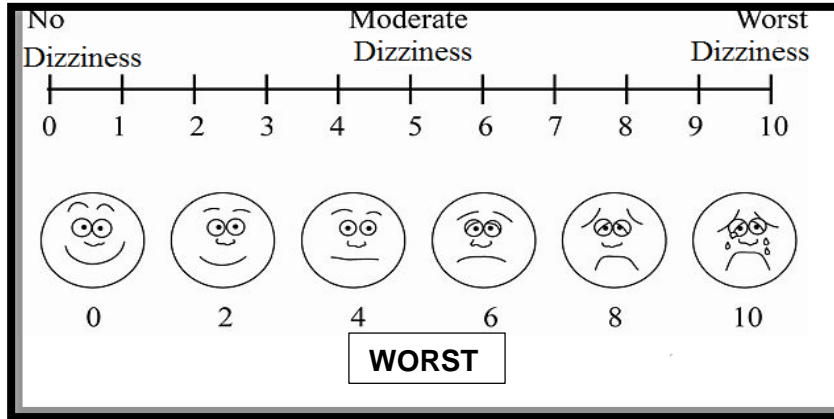 No Moderate Worst
Dizziness Dizziness Dizziness
0 1 2 3 4 5 6 7 8 9 10
0 2 4 6 8 10
WORST